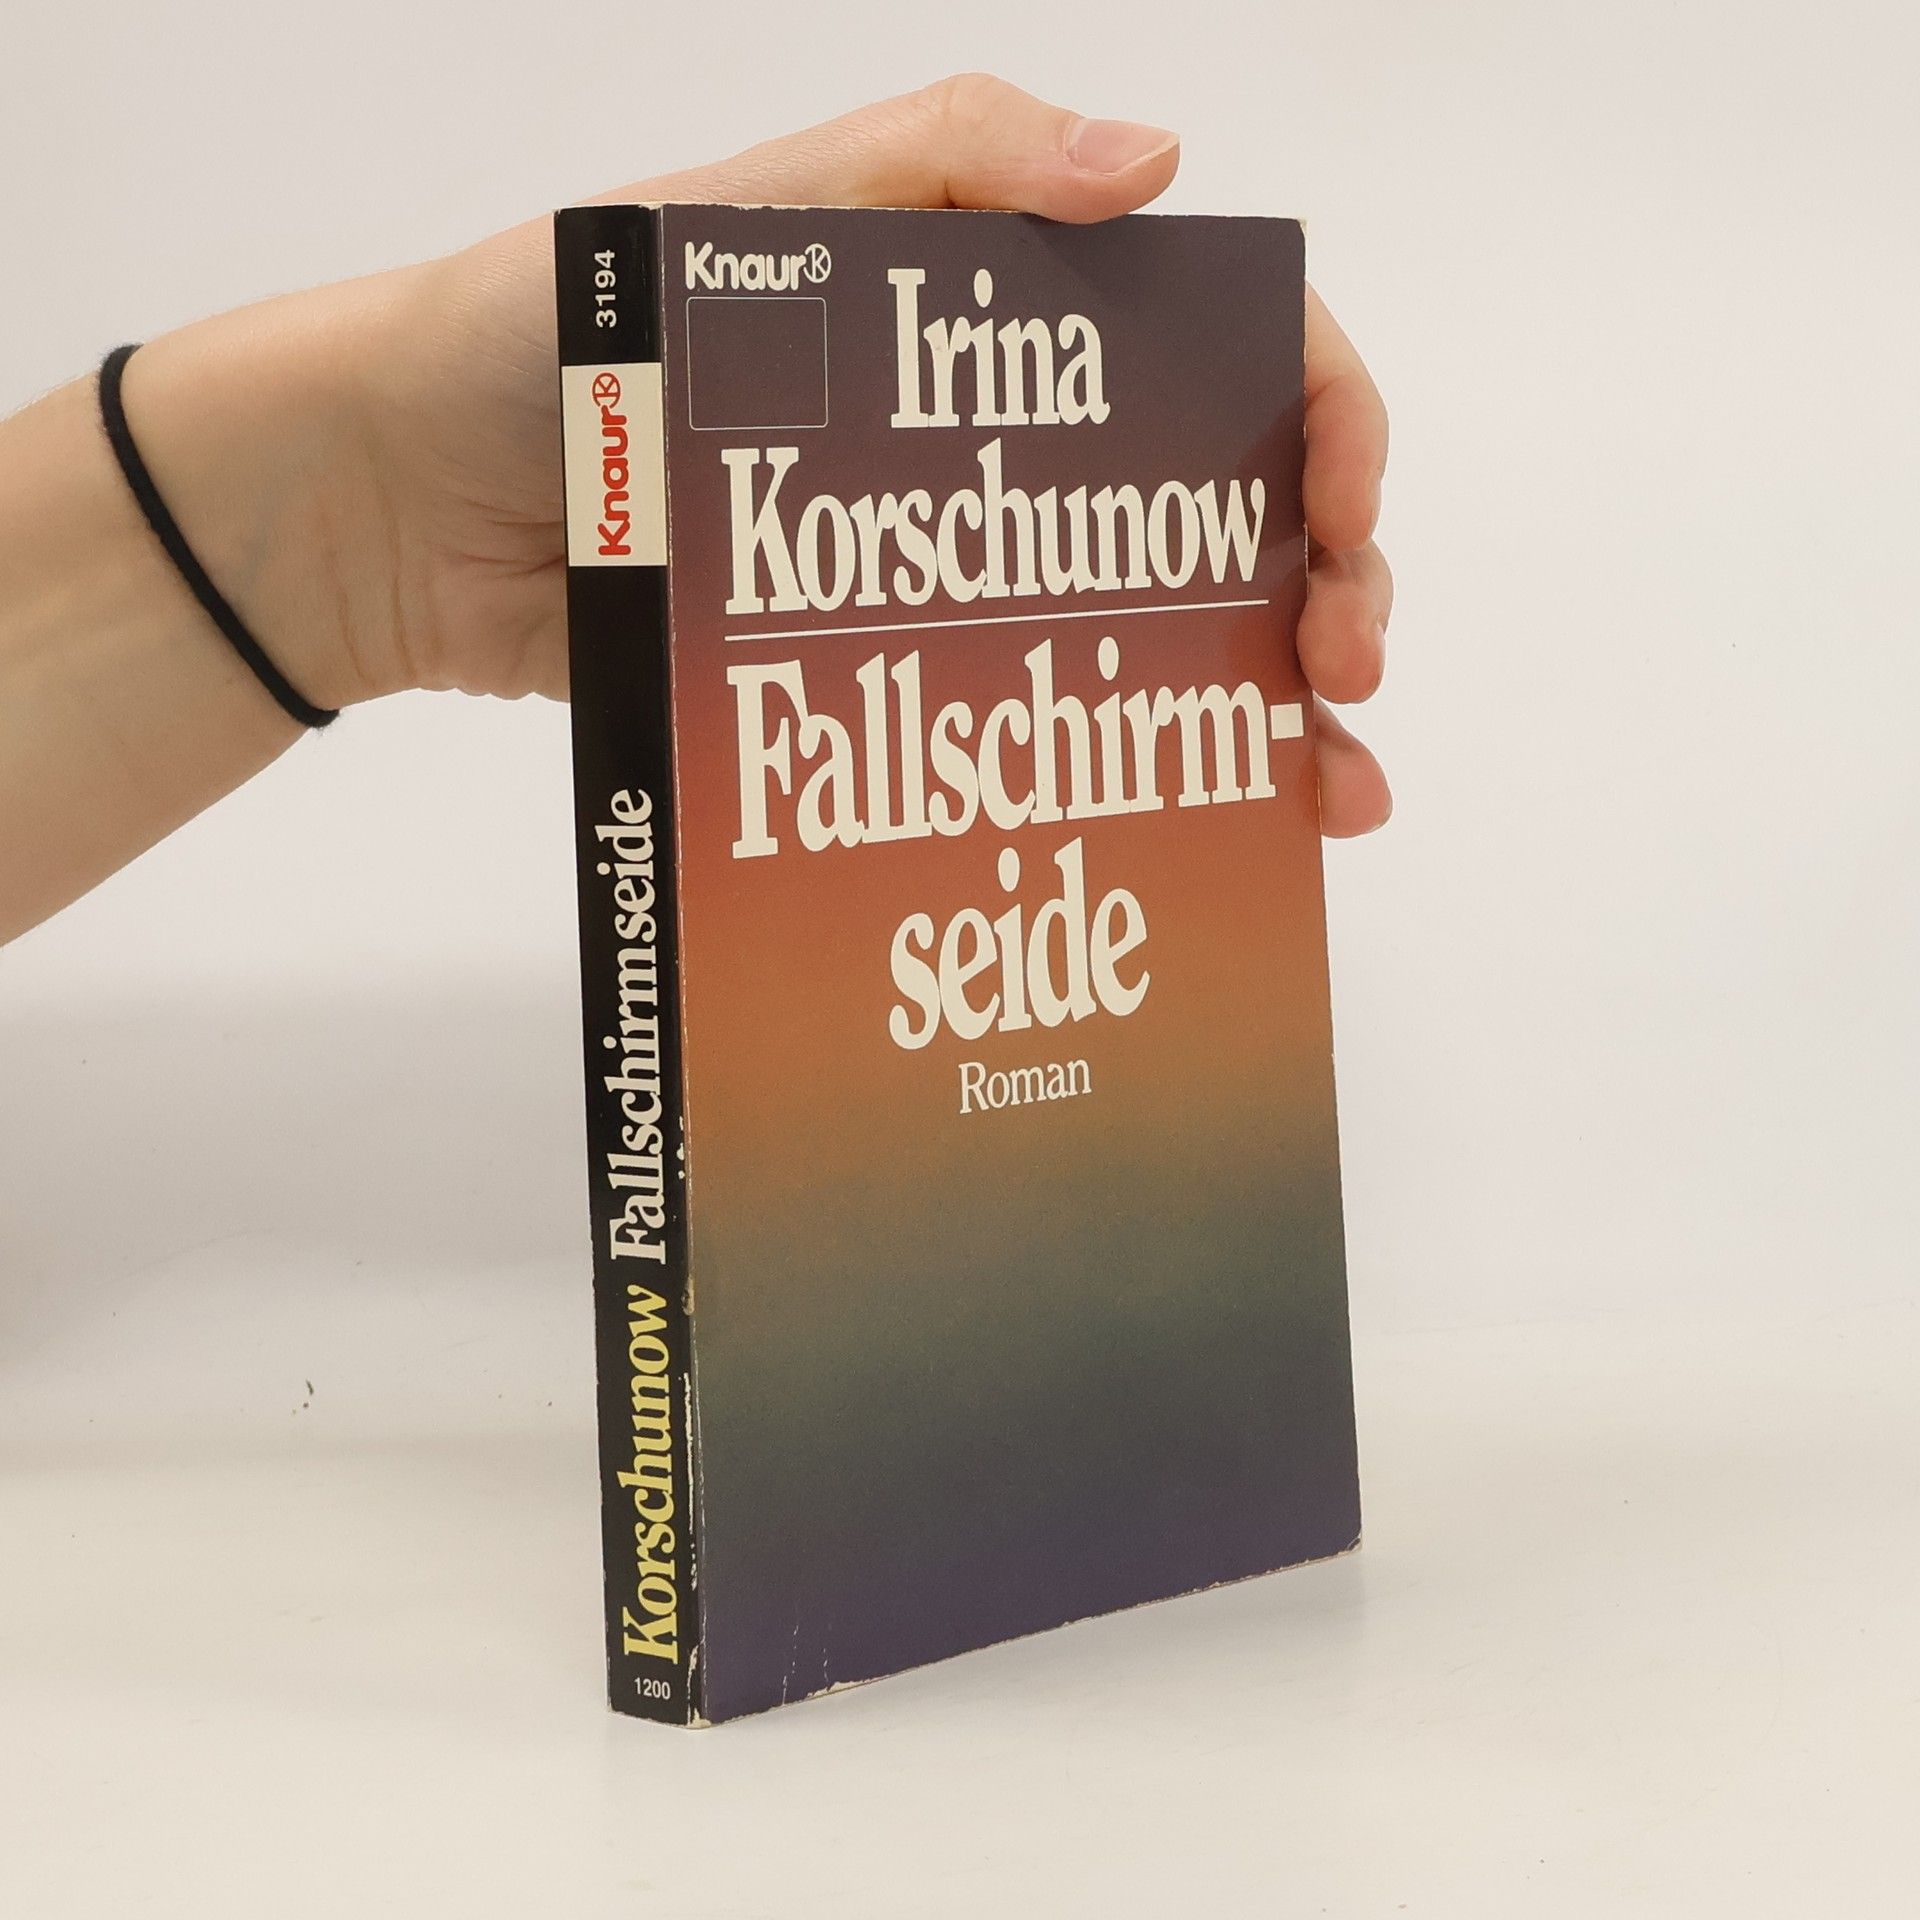 3194
Knaur
Korschunow Fallschirmseide
1200
Knaur
Irina
Korschunow
Fallschirm-
seide
Roman